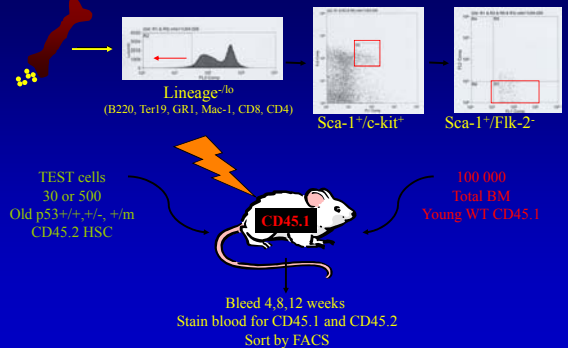 Lineage-/lo
(B220, Ter19, GR1, Mac-1, CD8, CD4)
Sca-1+/c-kit+
Sca-1+/Flk-2-
TEST cells
30 or 500
Old p53+/+,+/-, +/m
CD45.2 HSC
CD45.1
100 000
Total BM
Young WT CD45.1
Bleed 4,8,12 weeks
Stain blood for CD45.1 and CD45.2
Sort by FACS